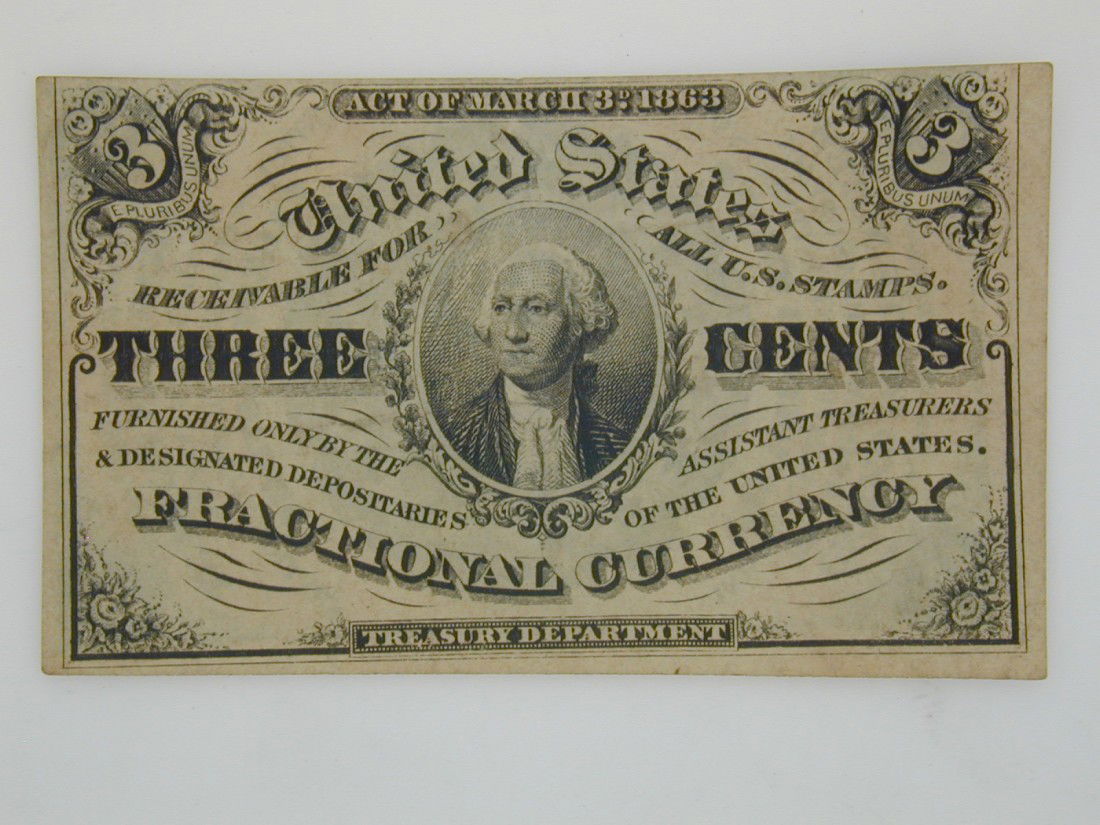 ACT OF MARCH 3D 1863
3
E PLURIBUS UNUM
3
E PLURIBUS UNUM
United States
RECEIVABLE FOR ALL U.S. STAMPS.
THREE CENTS
FURNISHED ONLY BY THE ASSISTANT TREASURERS
& DESIGNATED DEPOSITARIES OF THE UNITED STATES.
FRACTIONAL CURRENCY
TREASURY DEPARTMENT